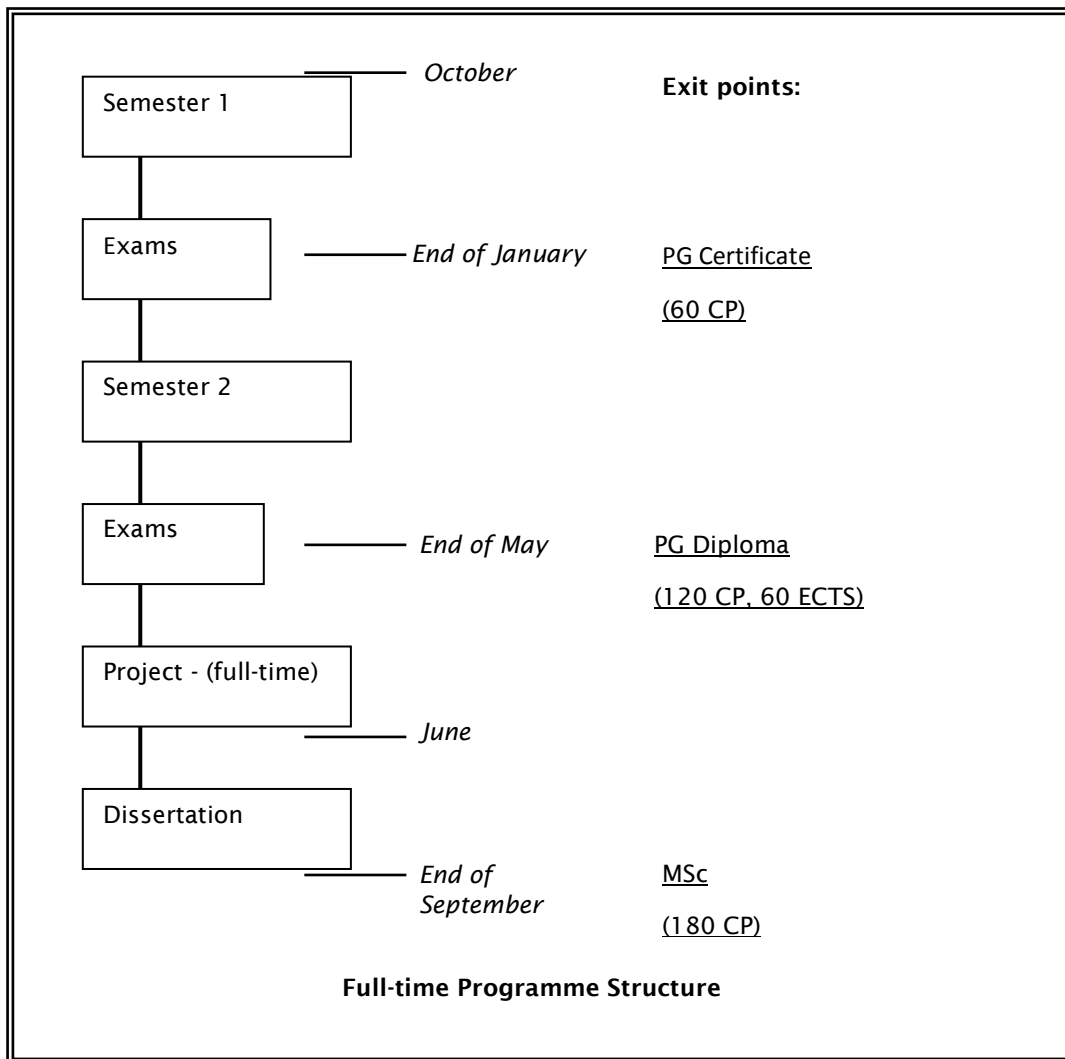 October
Exit points:
Semester 1
Exams
End of January
PG Certificate
(60 CP)
Semester 2
Exams
End of May
PG Diploma
(120 CP, 60 ECTS)
Project - (full-time)
June
Dissertation
End of
September
MSc
(180 CP)
Full-time Programme Structure